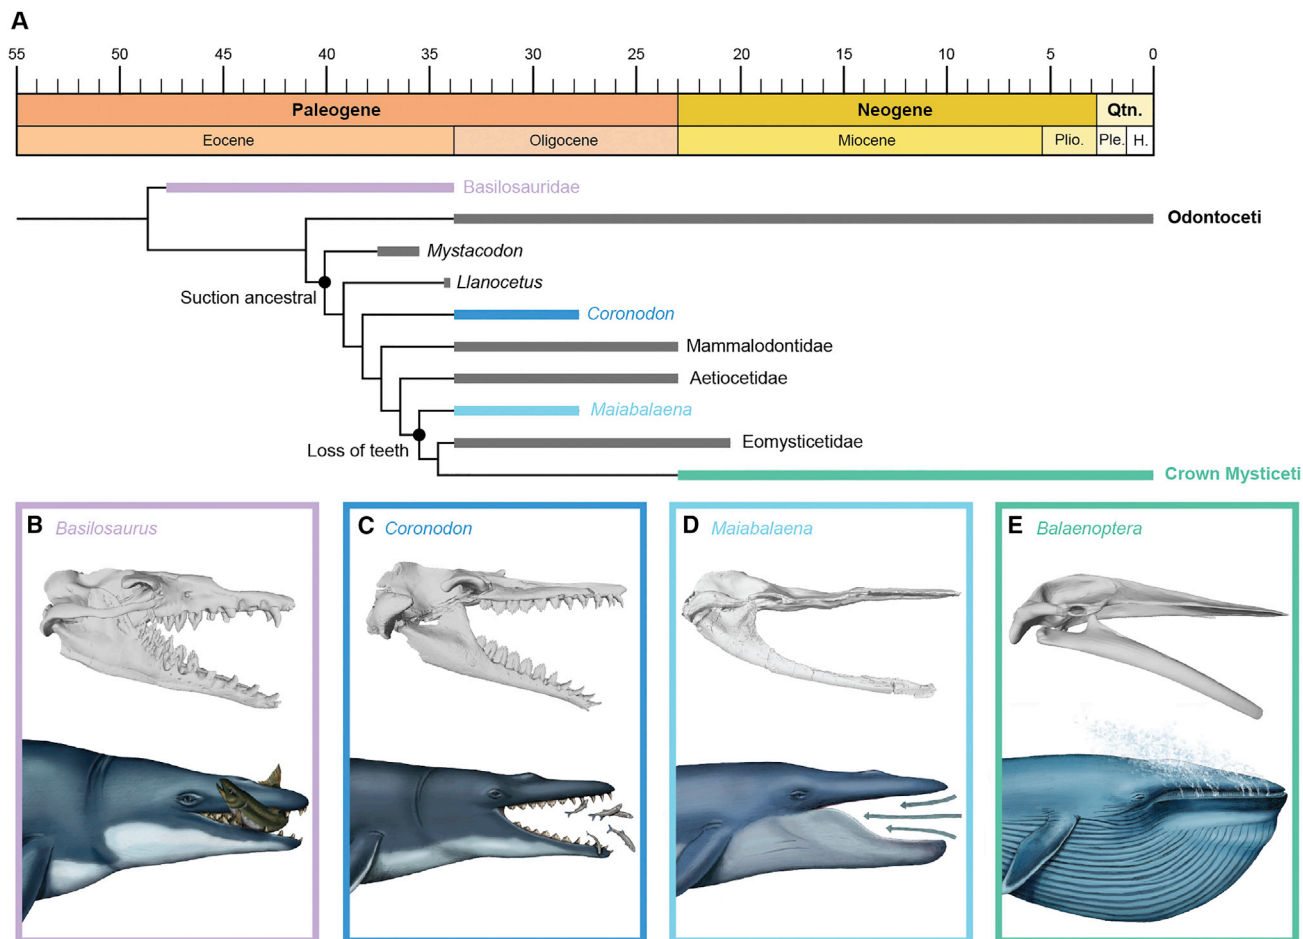 A
55 50 45 40 35 30 25 20 15 10 5 0
Paleogene Neogene Qtn.
Eocene Oligocene Miocene Plio. Ple. H.
Basilosauridae
Odontoceti
Mystacodon
Llanocetus
Suction ancestral
Coronodon
Mammalodontidae
Aetiocetidae
Maiabalaena
Eomysticetidae
Loss of teeth
Crown Mysticeti
B Basilosaurus
C Coronodon
D Maiabalaena
E Balaenoptera